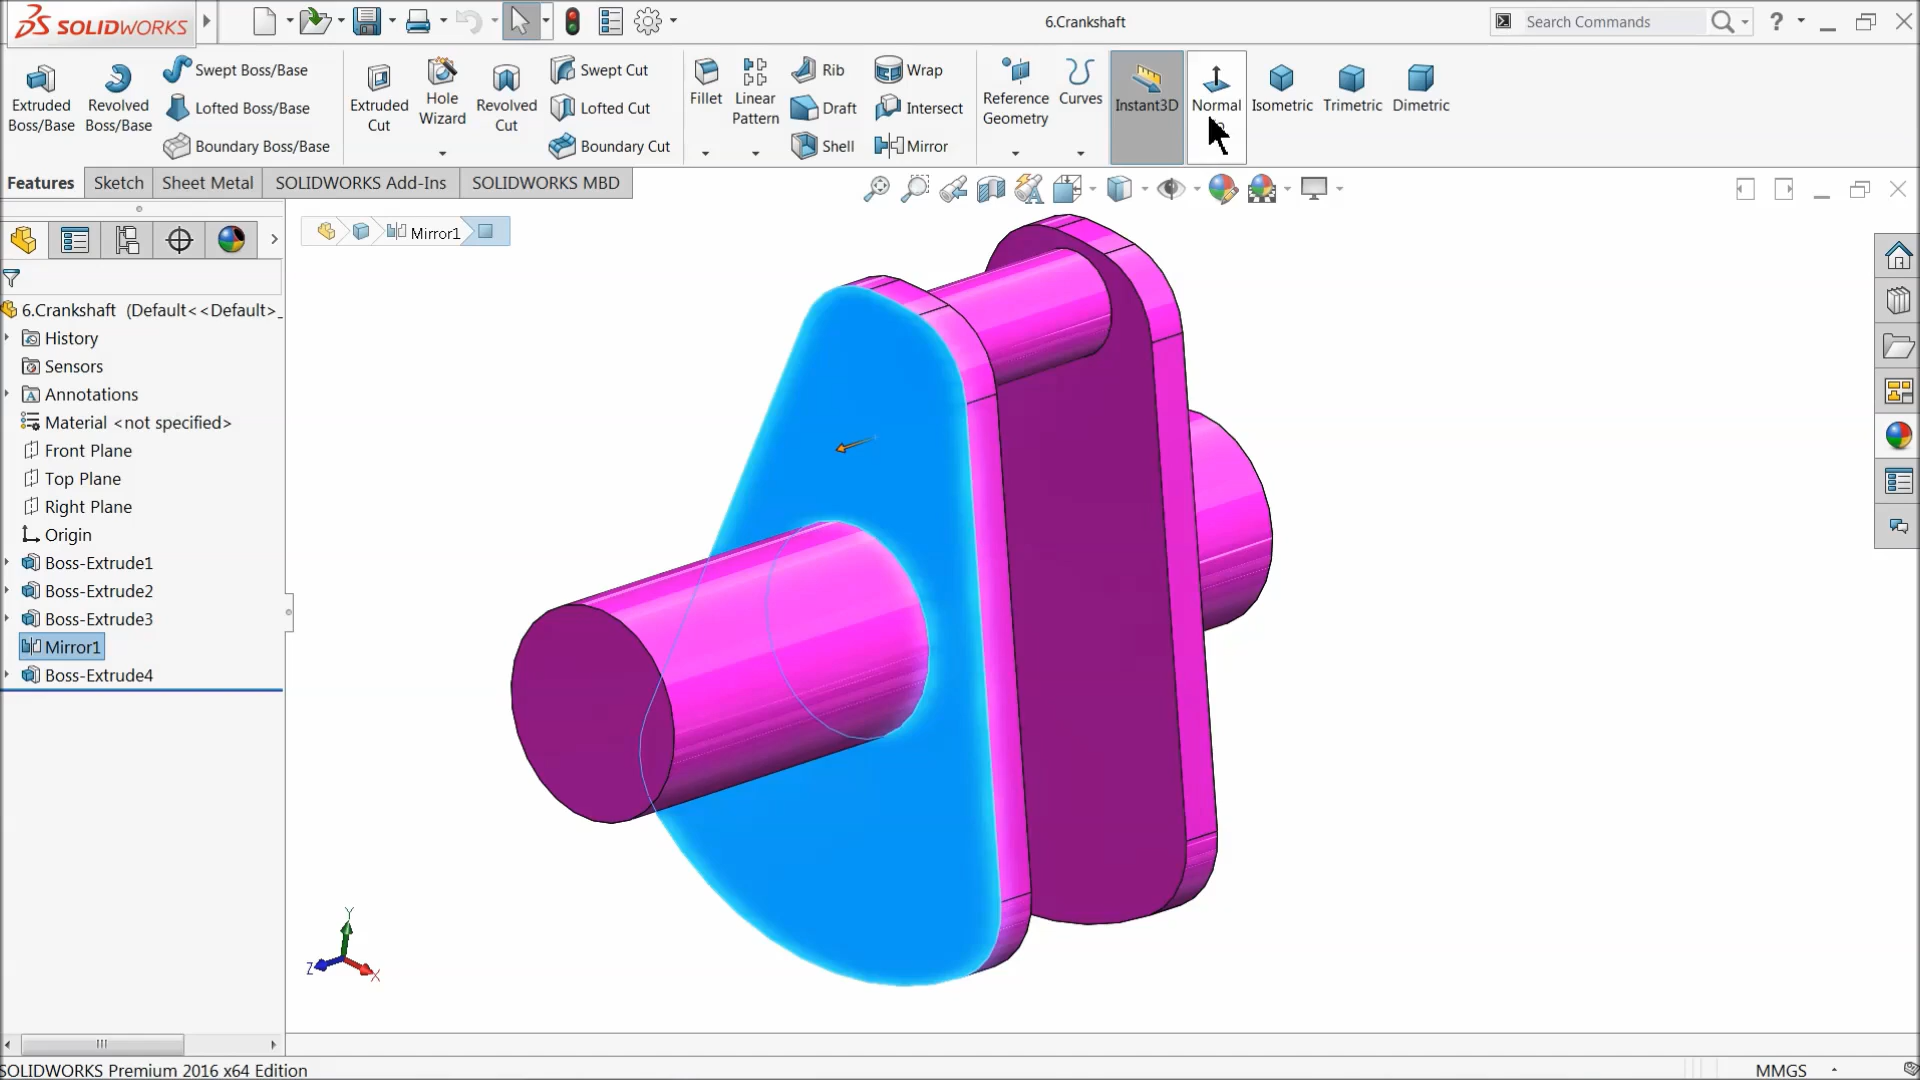 SOLIDWORKS
6.Crankshaft
Search Commands
?
Extruded Boss/Base
Revolved Boss/Base
Swept Boss/Base
Lofted Boss/Base
Boundary Boss/Base
Extruded Cut
Hole Wizard
Revolved Cut
Swept Cut
Lofted Cut
Boundary Cut
Fillet
Linear Pattern
Rib
Draft
Shell
Wrap
Intersect
Mirror
Reference Geometry
Curves
Instant3D
Normal
Isometric
Trimetric
Dimetric
Features
Sketch
Sheet Metal
SOLIDWORKS Add-Ins
SOLIDWORKS MBD
Mirror1
6.Crankshaft (Default<<Default>_
History
Sensors
Annotations
Material <not specified>
Front Plane
Top Plane
Right Plane
Origin
Boss-Extrude1
Boss-Extrude2
Boss-Extrude3
Mirror1
Boss-Extrude4
Y
Z
X
SOLIDWORKS Premium 2016 x64 Edition
MMGS